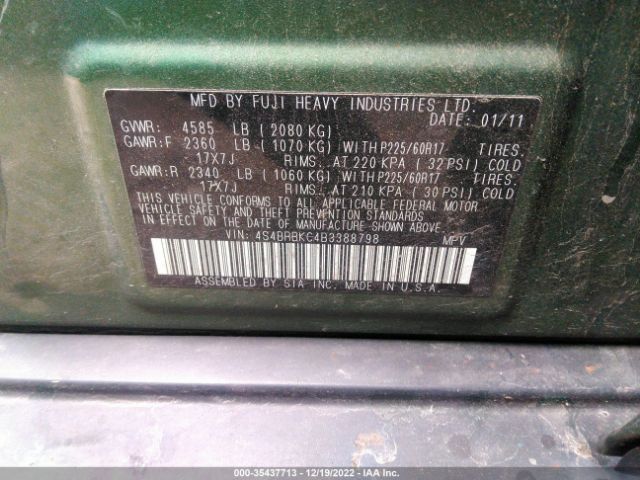 MFD BY FUJI HEAVY INDUSTRIES LTD.
DATE: 01/11
GVWR: 4585 LB ( 2080 KG)
GAWR:F 2360 LB ( 1070 KG) WITH P225/60R17 TIRES.
17X7J RIMS, AT 220 KPA ( 32 PSI) COLD
GAWR:R 2340 LB ( 1060 KG) WITH P225/60R17 TIRES.
17X7J RIMS, AT 210 KPA ( 30 PSI) COLD
THIS VEHICLE CONFORMS TO ALL APPLICABLE FEDERAL MOTOR
VEHICLE SAFETY AND THEFT PREVENTION STANDARDS
IN EFFECT ON THE DATE OF MANUFACTURE SHOWN ABOVE.
VIN: 4S4BRBKC4B3388798 MPV
ASSEMBLED BY SIA INC. MADE IN U.S.A.
000-35437713 - 12/19/2022 - IAA Inc.